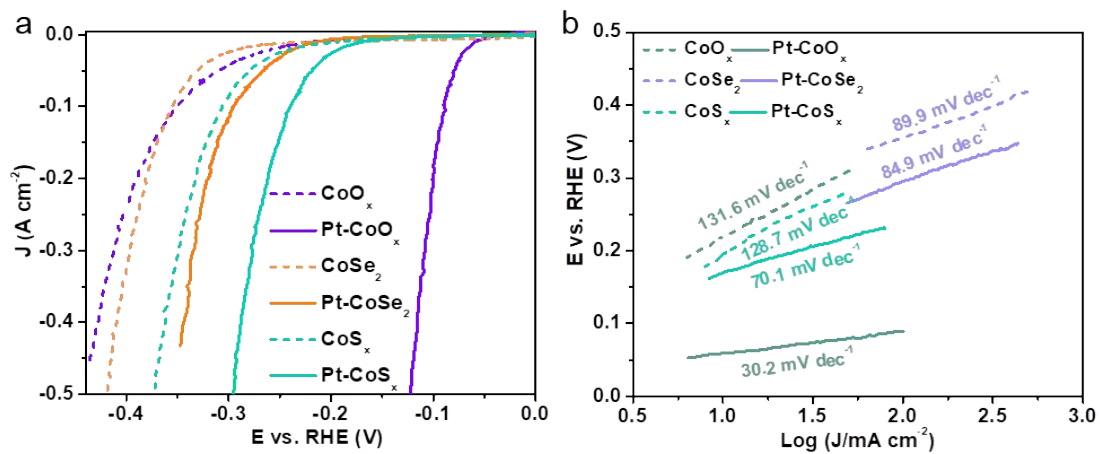 a
0.0
-0.1
-0.2
-0.3
-0.4
-0.5
J (A cm⁻²)
-0.4
-0.3
-0.2
-0.1
0.0
E vs. RHE (V)
CoOₓ
Pt-CoOₓ
CoSe₂
Pt-CoSe₂
CoSₓ
Pt-CoSₓ
b
0.5
0.4
0.3
0.2
0.1
0.0
E vs. RHE (V)
0.5
1.0
1.5
2.0
2.5
3.0
Log (J/mA cm⁻²)
CoOₓ Pt-CoOₓ
CoSe₂ Pt-CoSe₂
CoSₓ Pt-CoSₓ
89.9 mV dec⁻¹
84.9 mV dec⁻¹
131.6 mV dec⁻¹
128.7 mV dec⁻¹
70.1 mV dec⁻¹
30.2 mV dec⁻¹